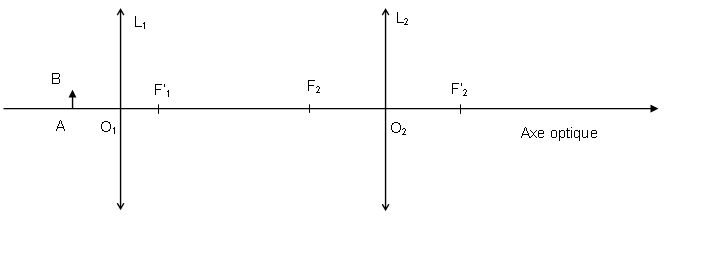 L₁
L₂
B
F'₁
F₂
F'₂
A
O₁
O₂
Axe optique